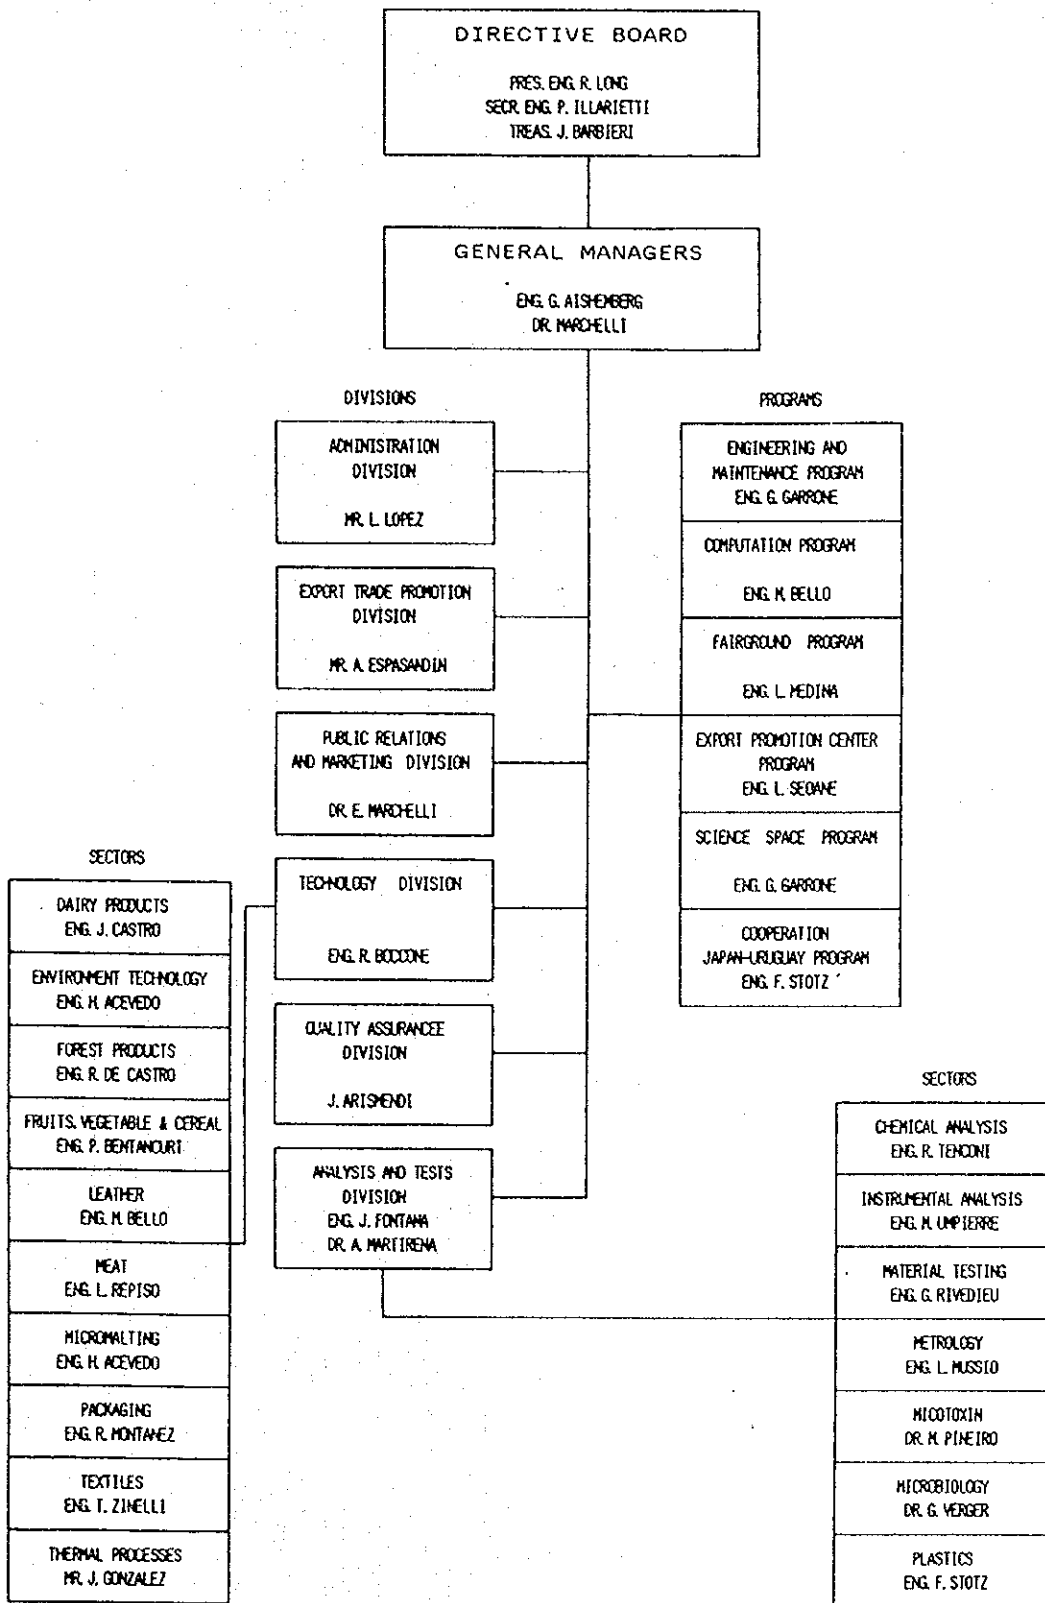 DIRECTIVE BOARD
PRES. ENG. R. LONG
SECR. ENG. P. ILLARIETTI
TREAS. J. BARBIERI
GENERAL MANAGERS
ENG. G. AISHEMBERG
DR. MARCHELLI
DIVISIONS
ADMINISTRATION
DIVISION
MR. L. LOPEZ
EXPORT TRADE PROMOTION
DIVISION
MR. A. ESPASANDIN
PUBLIC RELATIONS
AND MARKETING DIVISION
DR. E. MARCHELLI
TECHNOLOGY DIVISION
ENG. R. BOCCONE
QUALITY ASSURANCEE
DIVISION
J. ARISMENDI
ANALYSIS AND TESTS
DIVISION
ENG. J. FONTANA
DR. A. MARTIRENA
PROGRAMS
ENGINEERING AND
MAINTENANCE PROGRAM
ENG. G. GARRONE
COMPUTATION PROGRAM
ENG. M. BELLO
FAIRGROUND PROGRAM
ENG. L. MEDINA
EXPORT PROMOTION CENTER
PROGRAM
ENG. L. SEOANE
SCIENCE SPACE PROGRAM
ENG. G. GARRONE
COOPERATION
JAPAN-URUGUAY PROGRAM
ENG. F. STOTZ
SECTORS
DAIRY PRODUCTS
ENG. J. CASTRO
ENVIRONMENT TECHNOLOGY
ENG. H. ACEVEDO
FOREST PRODUCTS
ENG. R. DE CASTRO
FRUITS, VEGETABLE & CEREAL
ENG. P. BENTANCURT
LEATHER
ENG. M. BELLO
MEAT
ENG. L. REPISO
MICROMALTING
ENG. H. ACEVEDO
PACKAGING
ENG. R. MONTANEZ
TEXTILES
ENG. T. ZINELLI
THERMAL PROCESSES
MR. J. GONZALEZ
SECTORS
CHEMICAL ANALYSIS
ENG. R. TENCONI
INSTRUMENTAL ANALYSIS
ENG. M. UMPIERRE
MATERIAL TESTING
ENG. G. RIVEDIEU
METROLOGY
ENG. L. MUSSIO
MICOTOXIN
DR. M. PINEIRO
MICROBIOLOGY
DR. G. VERGER
PLASTICS
ENG. F. STOTZ